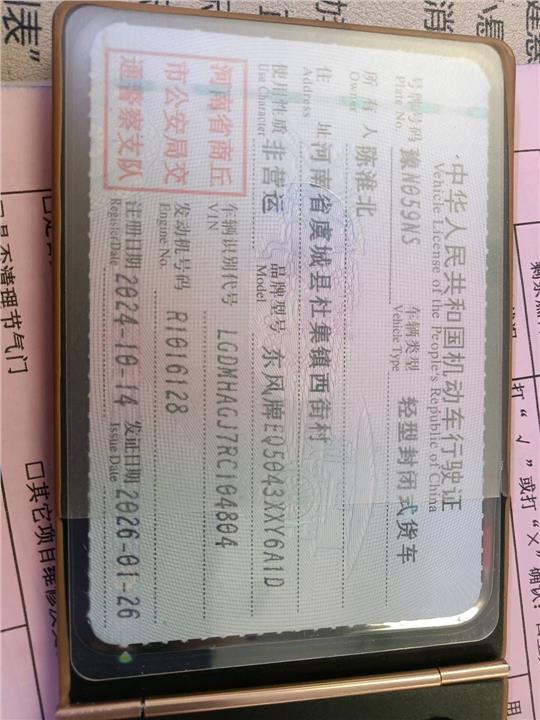 中华人民共和国机动车行驶证
Vehicle License of the People's Republic of China
号牌号码 豫N059NS 车辆类型 轻型封闭式货车
Plate No. Vehicle Type
所有人 陈淮北
Owner
住址 河南省虞城县杜集镇西街村
Address
使用性质 非营运 品牌型号 东风牌EQ5043XXY6A1D
Use Character Model
河南省商丘
市公安局交
通警察支队
车辆识别代号 LGDMHAGJ7RC104804
VIN
发动机号码 R1016128
Engine No.
注册日期 2024-10-14 发证日期 2026-01-26
Register Date Issue Date
打“√”或打“×”确认
是否清理节气门